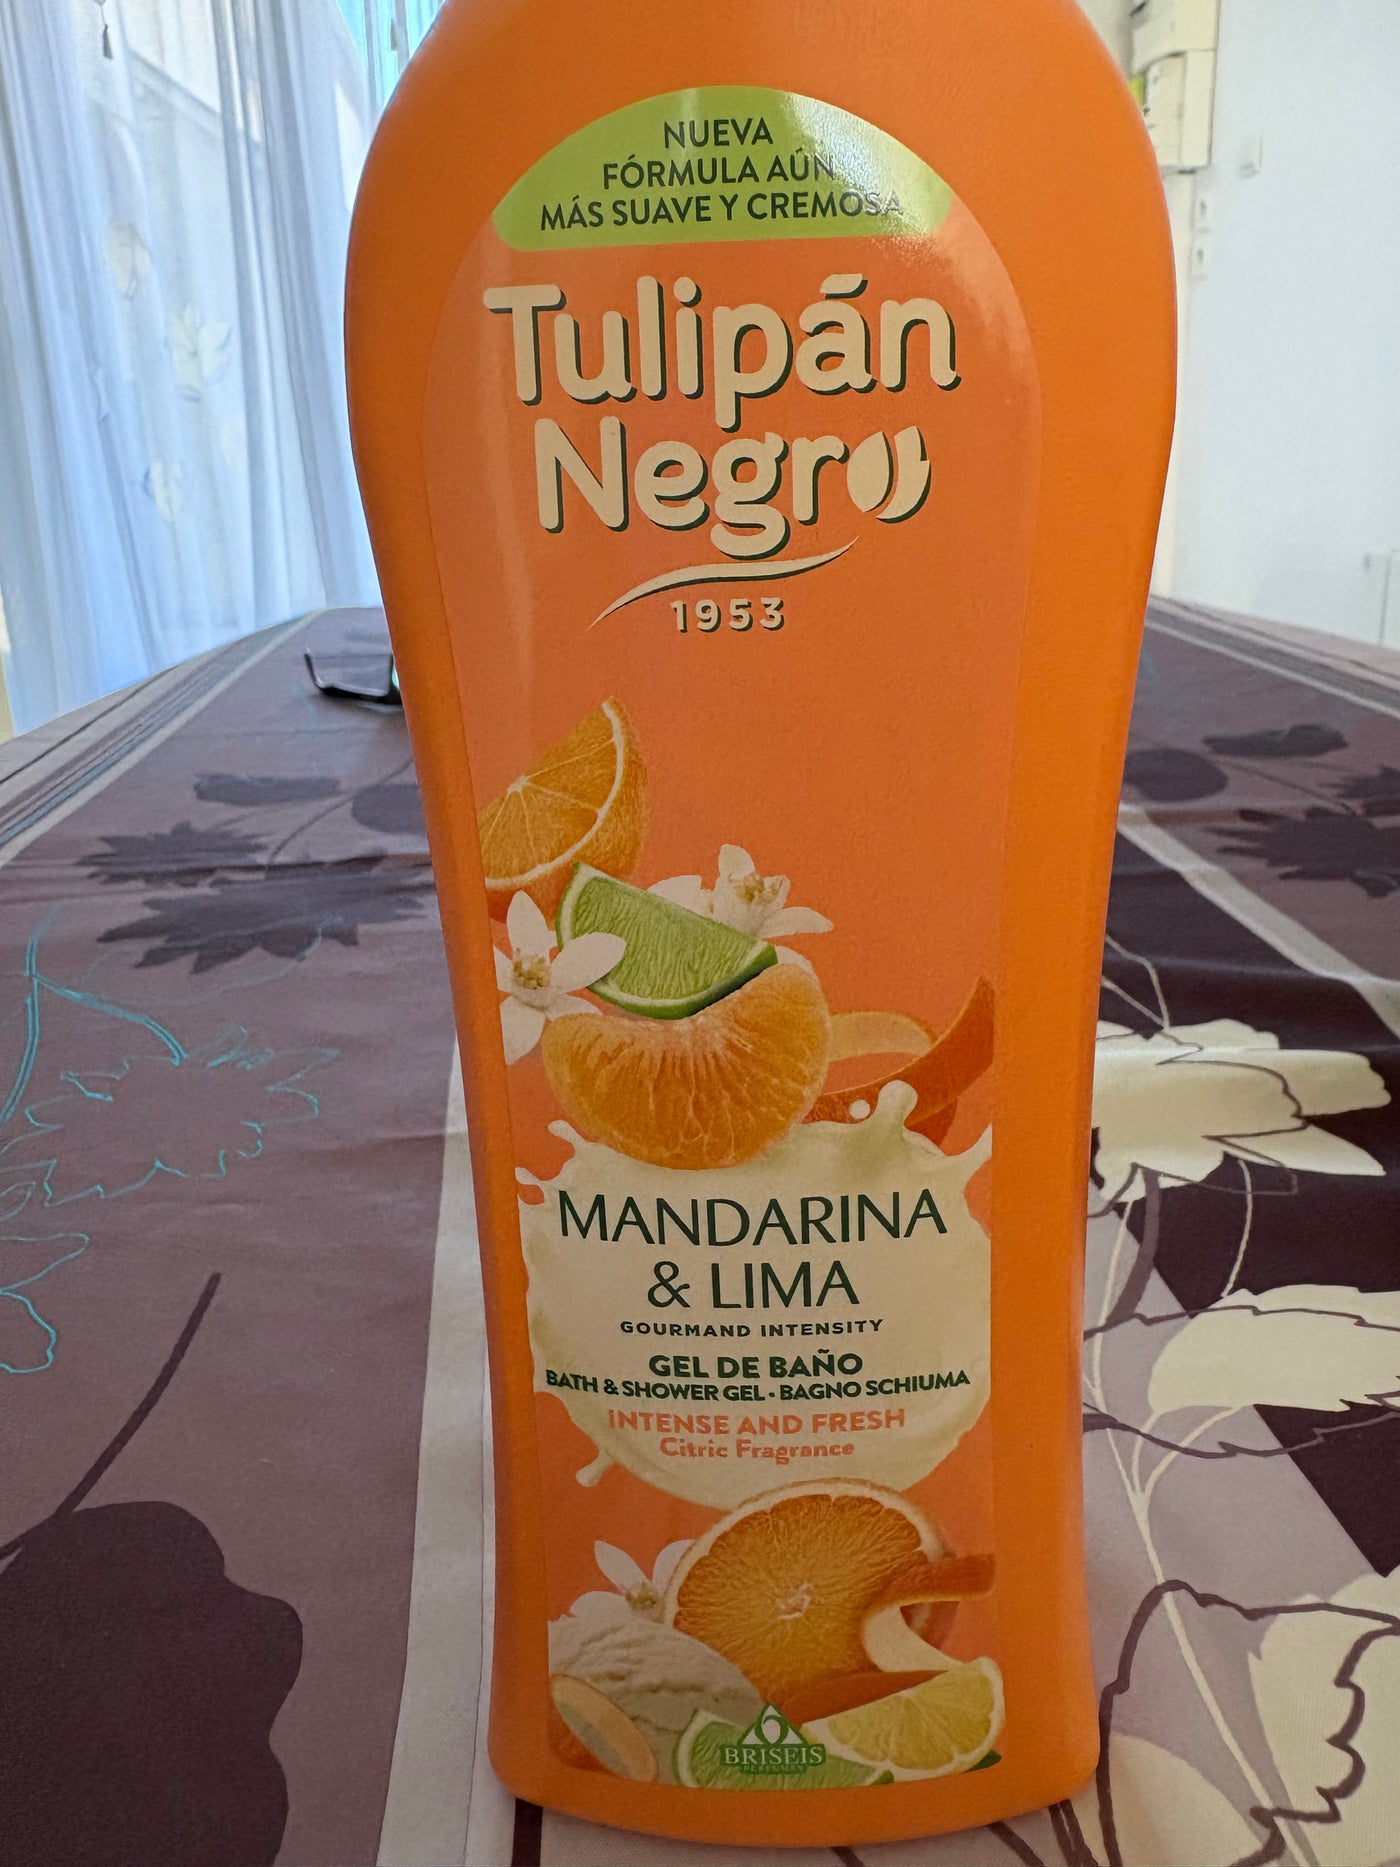 NUEVA
FÓRMULA AÚN
MÁS SUAVE Y CREMOSA
Tulipán
Negro
1953
MANDARINA
& LIMA
GOURMAND INTENSITY
GEL DE BAÑO
BATH & SHOWER GEL · BAGNO SCHIUMA
INTENSE AND FRESH
Citric Fragrance
BRISEIS
PERFUMES